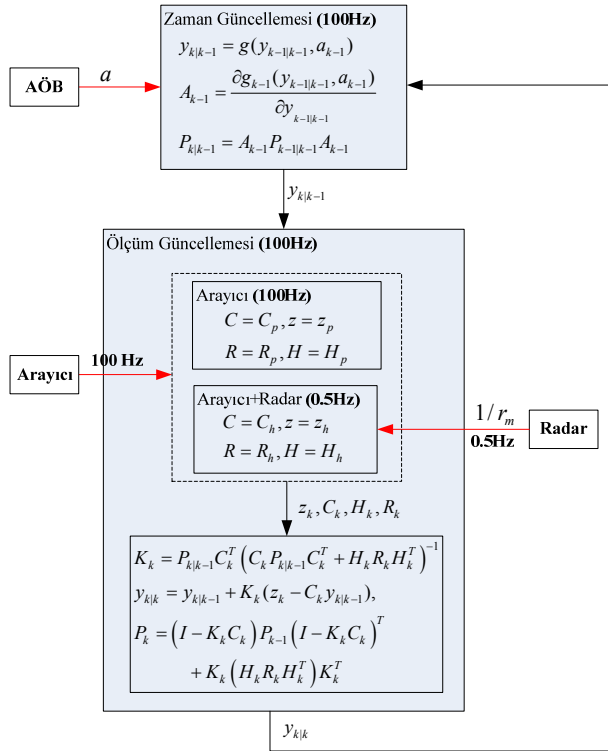 Zaman Güncellemesi (100Hz)
y_{k|k-1} = g(y_{k-1|k-1}, a_{k-1})
A_{k-1} = ∂g_{k-1}(y_{k-1|k-1}, a_{k-1}) / ∂y_{k-1|k-1}
P_{k|k-1} = A_{k-1} P_{k-1|k-1} A_{k-1}
AÖB
a
y_{k|k-1}
Ölçüm Güncellemesi (100Hz)
Arayıcı (100Hz)
C = C_p, z = z_p
R = R_p, H = H_p
Arayıcı
100 Hz
Arayıcı+Radar (0.5Hz)
C = C_h, z = z_h
R = R_h, H = H_h
1/r_m
0.5Hz
Radar
z_k, C_k, H_k, R_k
K_k = P_{k|k-1} C_k^T (C_k P_{k|k-1} C_k^T + H_k R_k H_k^T)^{-1}
y_{k|k} = y_{k|k-1} + K_k (z_k − C_k y_{k|k-1}),
P_k = (I − K_k C_k) P_{k-1} (I − K_k C_k)^T
+ K_k (H_k R_k H_k^T) K_k^T
y_{k|k}